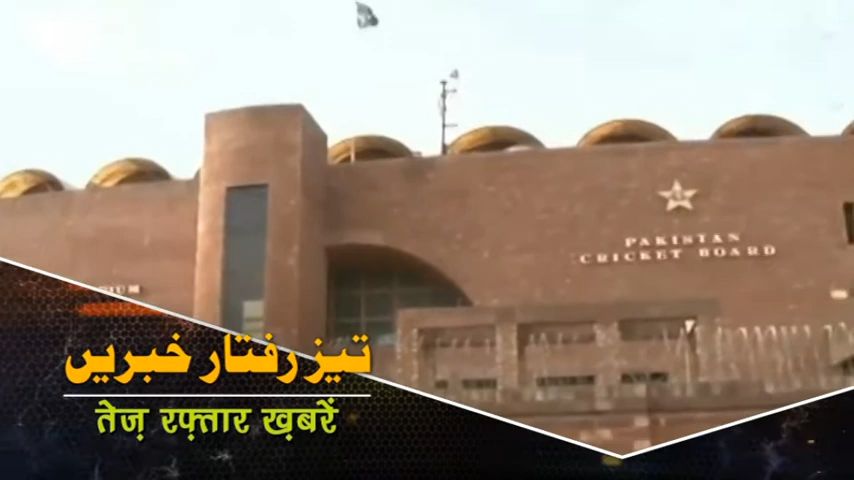 PAKISTAN
CRICKET BOARD
تیز رفتار خبریں
तेज़ रफ़्तार ख़बरें